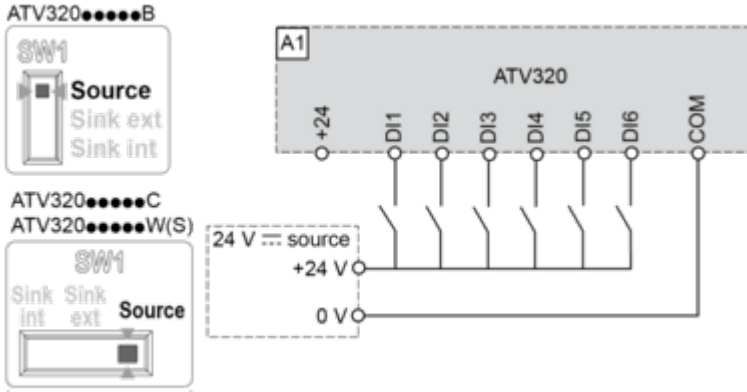 ATV320●●●●●B
SW1
Source
Sink ext
Sink int
ATV320●●●●●C
ATV320●●●●●W(S)
SW1
Sink int
Sink ext
Source
A1
ATV320
+24
DI1
DI2
DI3
DI4
DI5
DI6
COM
24 V ⎓ source
+24 V
0 V